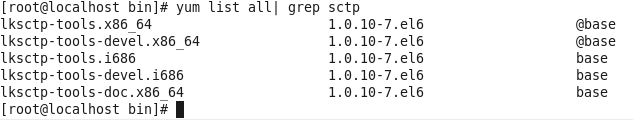 [root@localhost bin]# yum list all| grep sctp
lksctp-tools.x86_64 1.0.10-7.el6 @base
lksctp-tools-devel.x86_64 1.0.10-7.el6 @base
lksctp-tools.i686 1.0.10-7.el6 base
lksctp-tools-devel.i686 1.0.10-7.el6 base
lksctp-tools-doc.x86_64 1.0.10-7.el6 base
[root@localhost bin]#